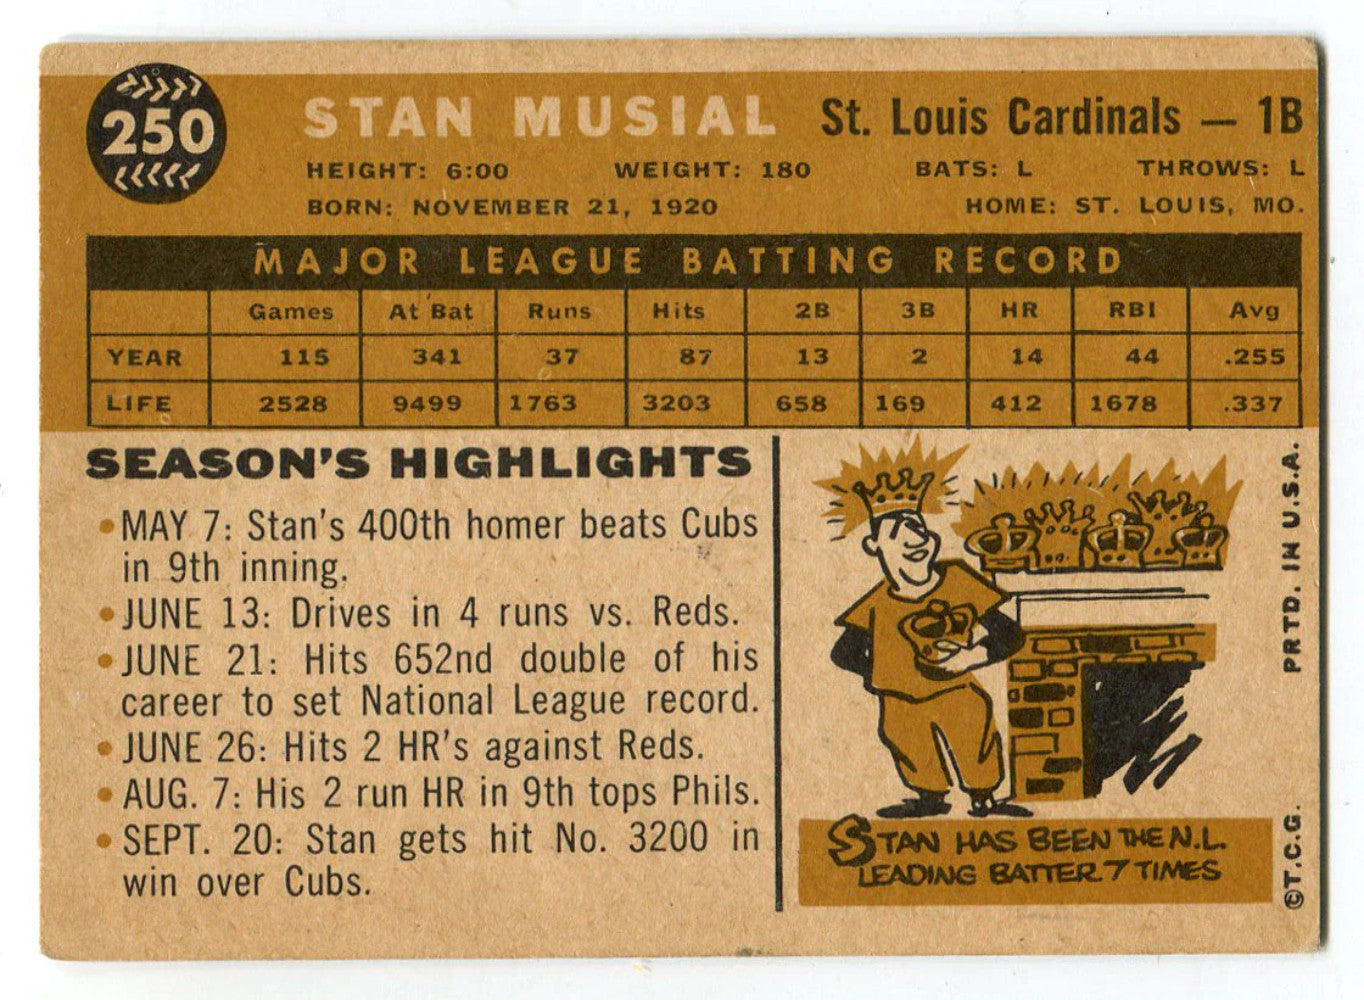 250
STAN MUSIAL St. Louis Cardinals — 1B
HEIGHT: 6:00 WEIGHT: 180 BATS: L THROWS: L
BORN: NOVEMBER 21, 1920 HOME: ST. LOUIS, MO.
MAJOR LEAGUE BATTING RECORD
Games At Bat Runs Hits 2B 3B HR RBI Avg
YEAR 115 341 37 87 13 2 14 44 .255
LIFE 2528 9499 1763 3203 658 169 412 1678 .337
SEASON'S HIGHLIGHTS
• MAY 7: Stan's 400th homer beats Cubs
in 9th inning.
• JUNE 13: Drives in 4 runs vs. Reds.
• JUNE 21: Hits 652nd double of his
career to set National League record.
• JUNE 26: Hits 2 HR's against Reds.
• AUG. 7: His 2 run HR in 9th tops Phils.
• SEPT. 20: Stan gets hit No. 3200 in
win over Cubs.
STAN HAS BEEN THE N.L.
LEADING BATTER 7 TIMES
©T.C.G. PRTD. IN U.S.A.